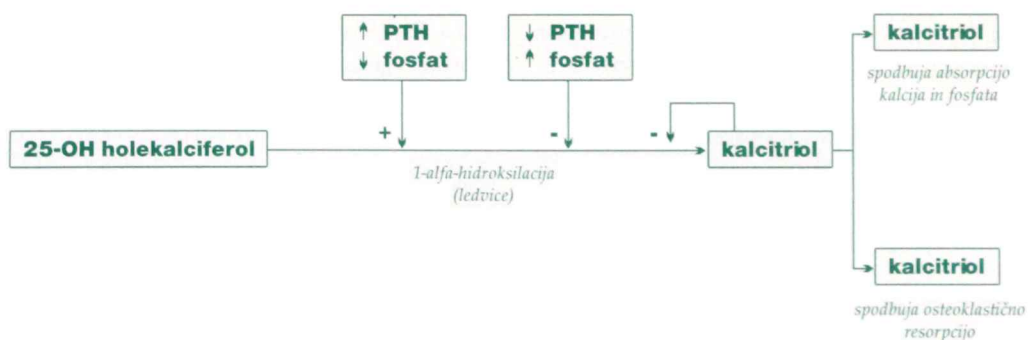 ↑ PTH
↓ fosfat
↓ PTH
↑ fosfat
kalcitriol
spodbuja absorpcijo
kalcija in fosfata
+
-
-
25-OH holekalciferol
kalcitriol
1-alfa-hidroksilacija
(ledvice)
kalcitriol
spodbuja osteoklastično
resorpcijo